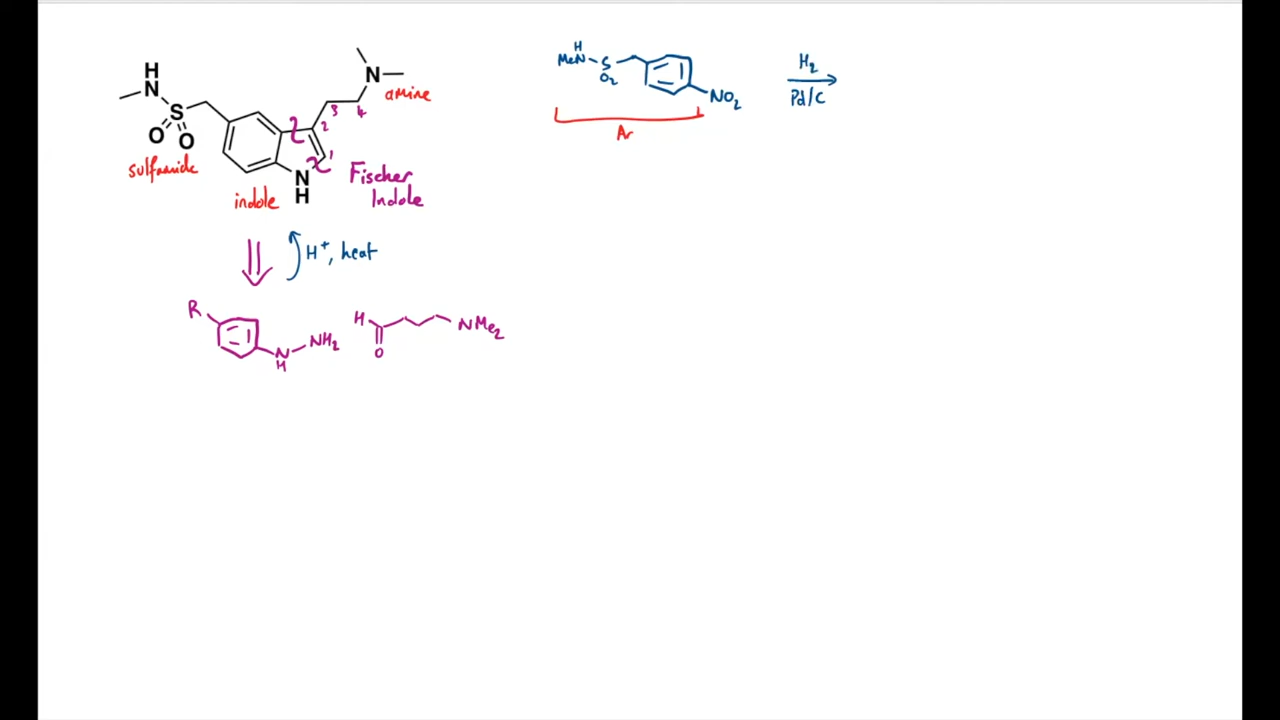 H
N
S
O O
N
amine
3
2
4
1
N
H
sulfonamide
indole
Fischer
Indole
H⁺, heat
R
N
H
NH₂
H
O
NMe₂
H
MeN
S
O₂
NO₂
Ar
H₂
Pd/C